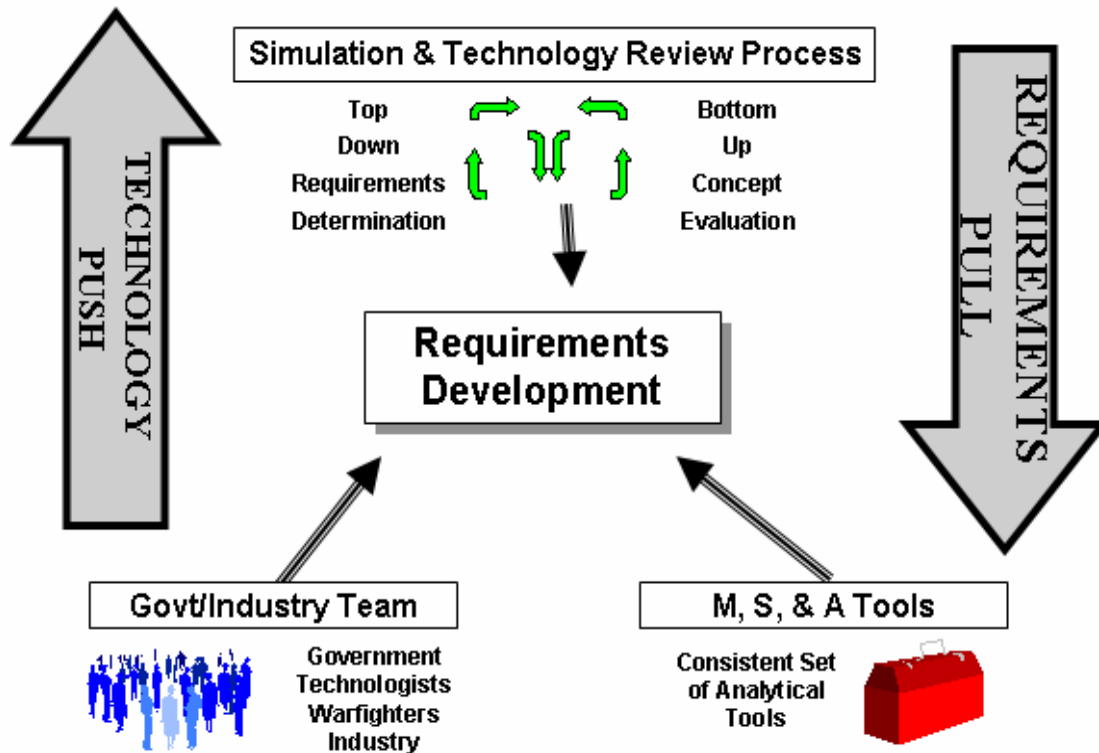 Simulation & Technology Review Process
Top
Down
Requirements
Determination
Bottom
Up
Concept
Evaluation
TECHNOLOGY
PUSH
REQUIREMENTS
PULL
Requirements
Development
Govt/Industry Team
Government
Technologists
Warfighters
Industry
M, S, & A Tools
Consistent Set
of Analytical
Tools